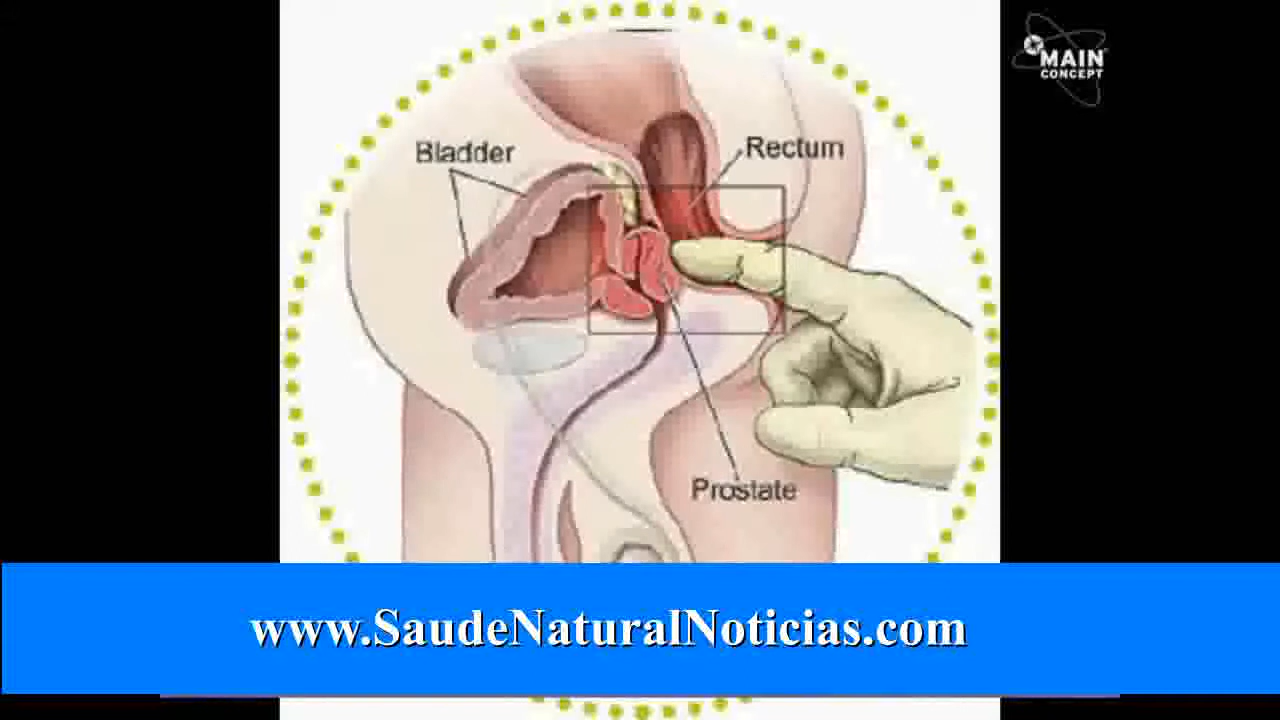 MAIN
CONCEPT
Bladder
Rectum
Prostate
www.SaudeNaturalNoticias.com